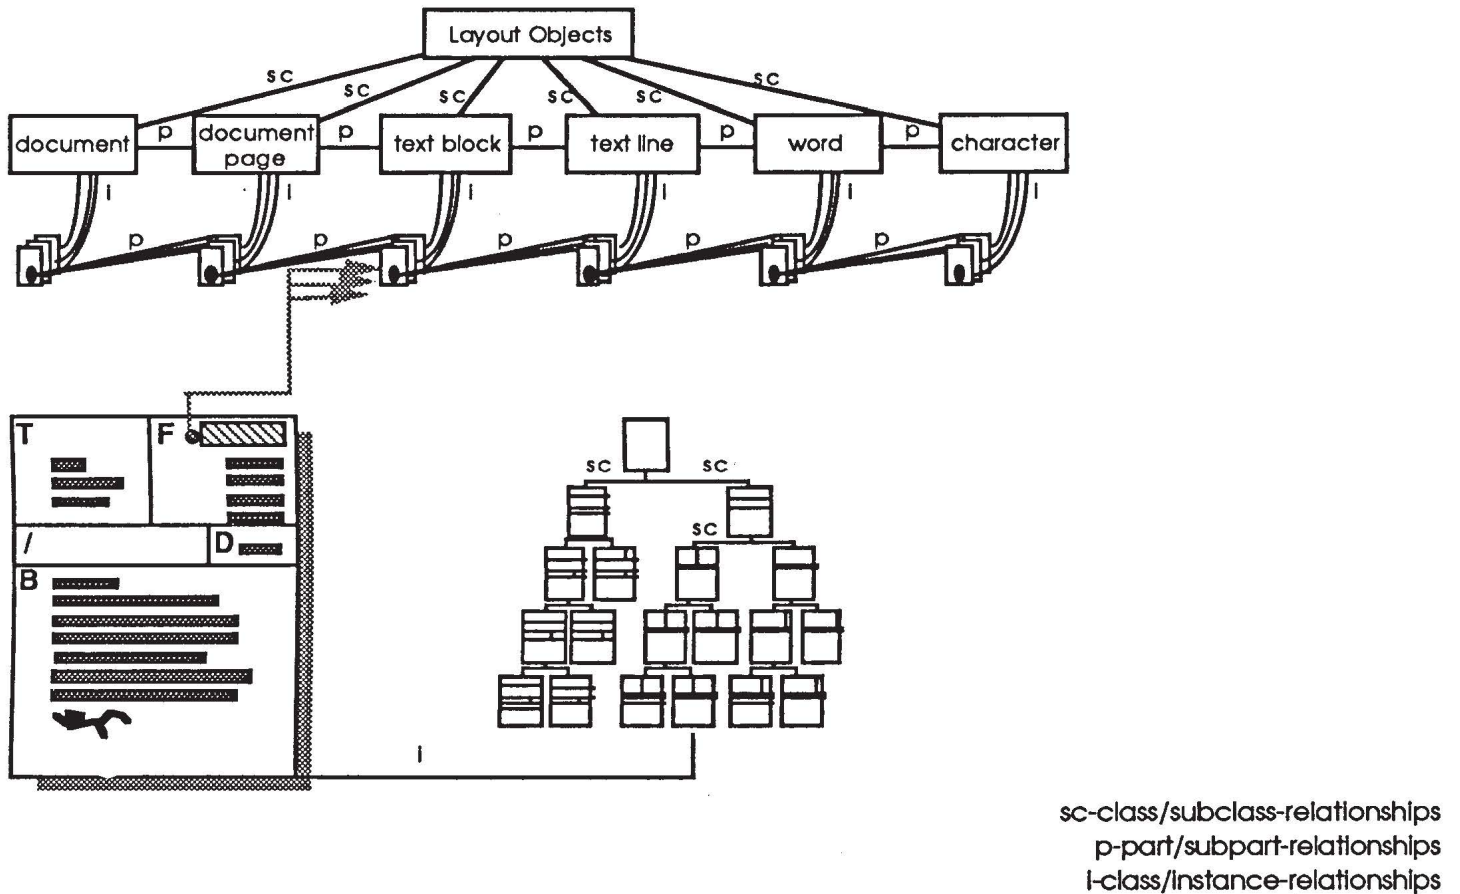 Layout Objects
sc sc sc sc sc sc
document p document page p text block p text line p word p character
i i i i i i
p p p p p
T F
/ D
B
sc sc
sc
i
sc-class/subclass-relationships
p-part/subpart-relationships
i-class/instance-relationships